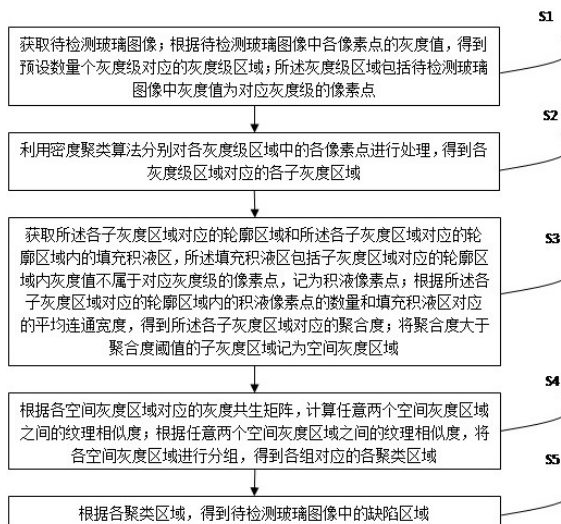 S1
获取待检测玻璃图像；根据待检测玻璃图像中各像素点的灰度值，得到
预设数量个灰度级对应的灰度级区域；所述灰度级区域包括待检测玻璃
图像中灰度值为对应灰度级的像素点
S2
利用密度聚类算法分别对各灰度级区域中的各像素点进行处理，得到各
灰度级区域对应的各子灰度区域
S3
获取所述各子灰度区域对应的轮廓区域和所述各子灰度区域对应的轮
廓区域内的填充积液区，所述填充积液区包括子灰度区域对应的轮廓区
域内灰度值不属于对应灰度级的像素点，记为积液像素点；根据所述各
子灰度区域对应的轮廓区域内的积液像素点的数量和填充积液区对应
的平均连通宽度，得到所述各子灰度区域对应的聚合度；将聚合度大于
聚合度阈值的子灰度区域记为空间灰度区域
S4
根据各空间灰度区域对应的灰度共生矩阵，计算任意两个空间灰度区域
之间的纹理相似度；根据任意两个空间灰度区域之间的纹理相似度，将
各空间灰度区域进行分组，得到各组对应的各聚类区域
S5
根据各聚类区域，得到待检测玻璃图像中的缺陷区域